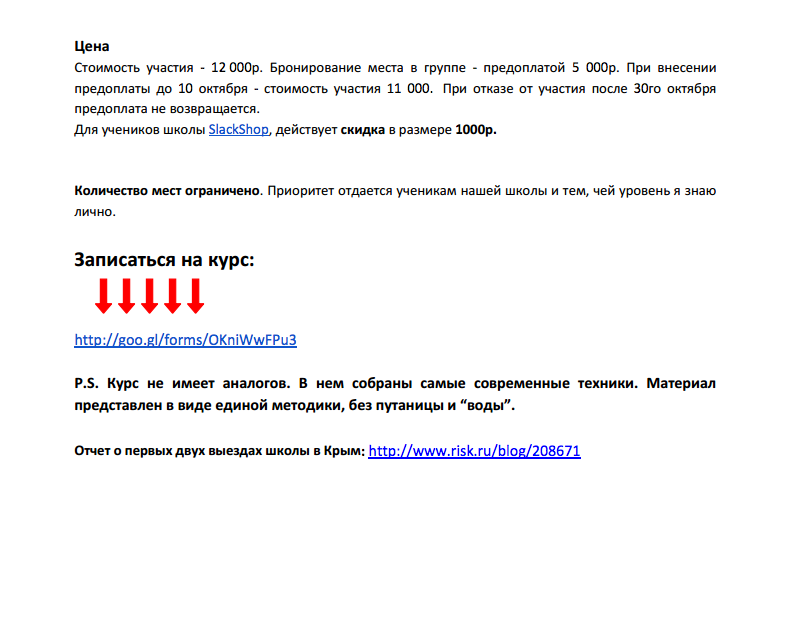 Цена
Стоимость участия - 12 000р. Бронирование места в группе - предоплатой 5 000р. При внесении
предоплаты до 10 октября - стоимость участия 11 000. При отказе от участия после 30го октября
предоплата не возвращается.
Для учеников школы SlackShop, действует скидка в размере 1000р.
Количество мест ограничено. Приоритет отдается ученикам нашей школы и тем, чей уровень я знаю
лично.
Записаться на курс:
http://goo.gl/forms/OKniWwFPu3
P.S. Курс не имеет аналогов. В нем собраны самые современные техники. Материал
представлен в виде единой методики, без путаницы и “воды”.
Отчет о первых двух выездах школы в Крым: http://www.risk.ru/blog/208671